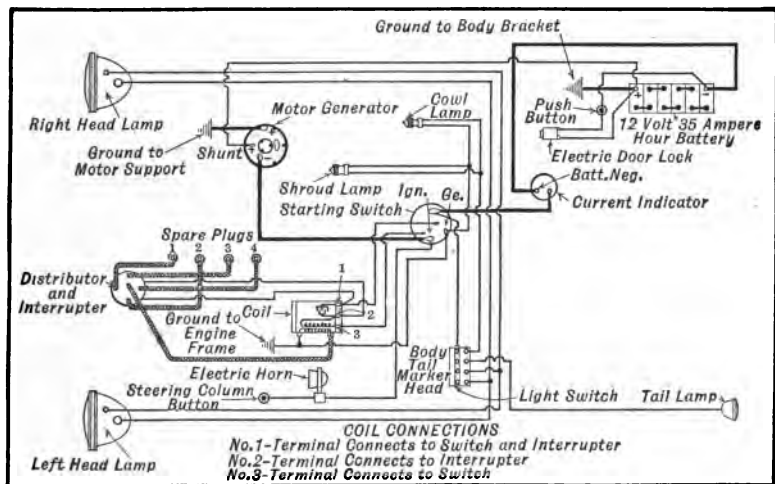 Ground to Body Bracket
Motor Generator
Cowl
Lamp
Push
Button
12 Volt 35 Ampere
Hour Battery
Right Head Lamp
Ground to
Motor Support
Shunt
Electric Door Lock
Batt. Neg.
Shroud Lamp
Ign.
Ge.
Starting Switch
Current Indicator
Spare Plugs
1 2 3 4
Distributor
and
Interrupter
Coil
1
2
3
Ground to
Engine
Frame
Electric Horn
Steering Column
Button
Body
Tail
Marker
Head
Light Switch
Tail Lamp
Left Head Lamp
COIL CONNECTIONS
No.1-Terminal Connects to Switch and Interrupter
No.2-Terminal Connects to Interrupter
No.3-Terminal Connects to Switch